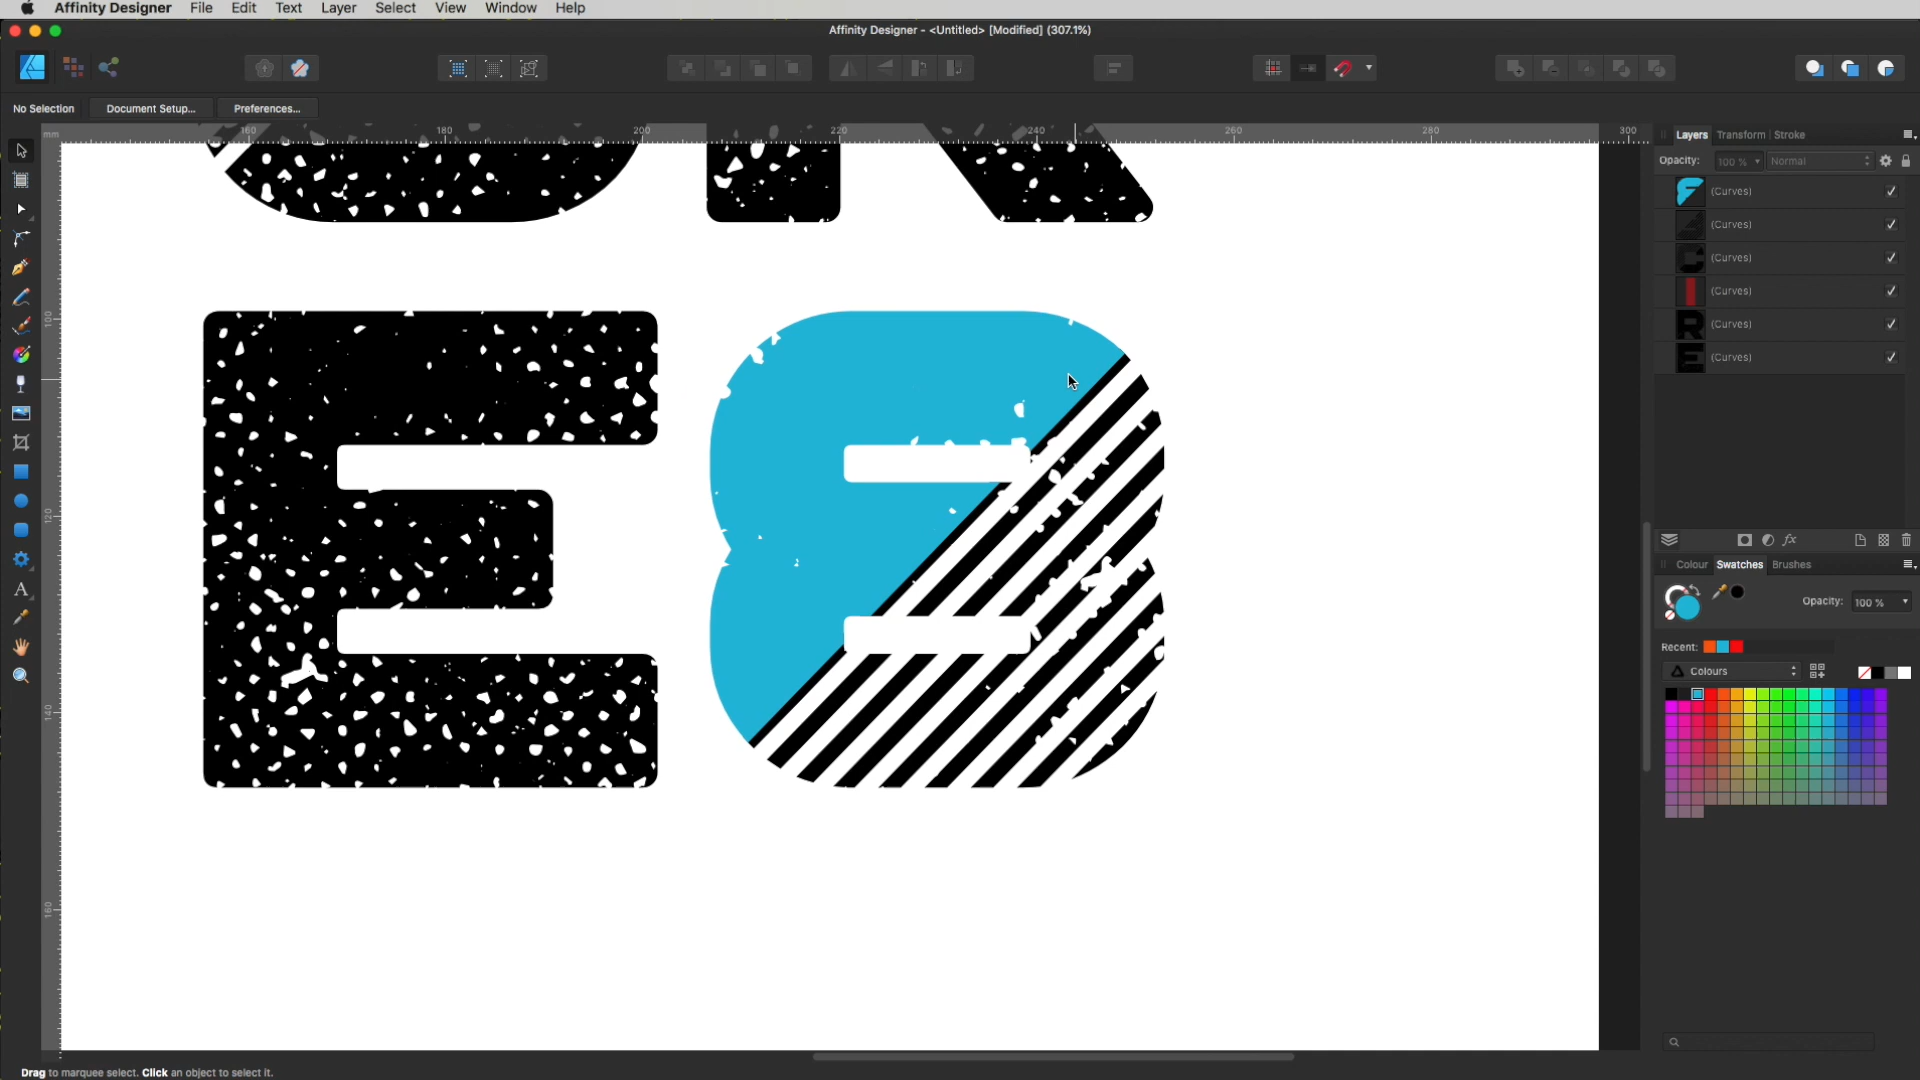 Affinity Designer File Edit Text Layer Select View Window Help
Affinity Designer - <Untitled> [Modified] (307.1%)
No Selection Document Setup... Preferences...
mm 160 180 200 220 240 260 280 300
Layers Transform Stroke
Opacity: 100 % Normal
(Curves)
(Curves)
(Curves)
(Curves)
(Curves)
(Curves)
100
120
140
160
E8
Colour Swatches Brushes
Opacity: 100 %
Recent:
Colours
Drag to marquee select. Click an object to select it.